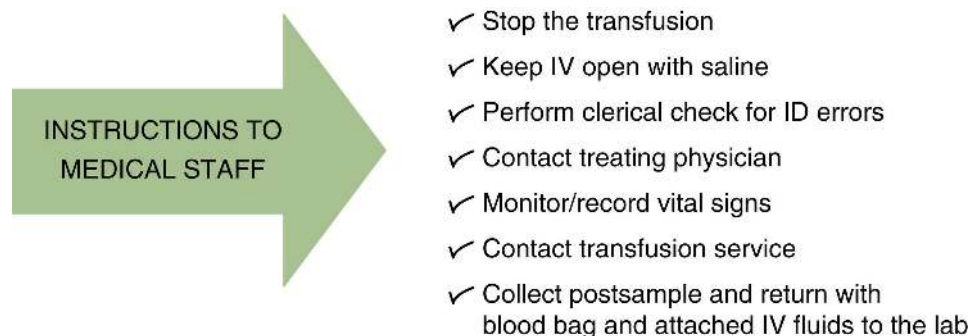 INSTRUCTIONS TO
MEDICAL STAFF
Stop the transfusion
Keep IV open with saline
Perform clerical check for ID errors
Contact treating physician
Monitor/record vital signs
Contact transfusion service
Collect postsample and return with
blood bag and attached IV fluids to the lab